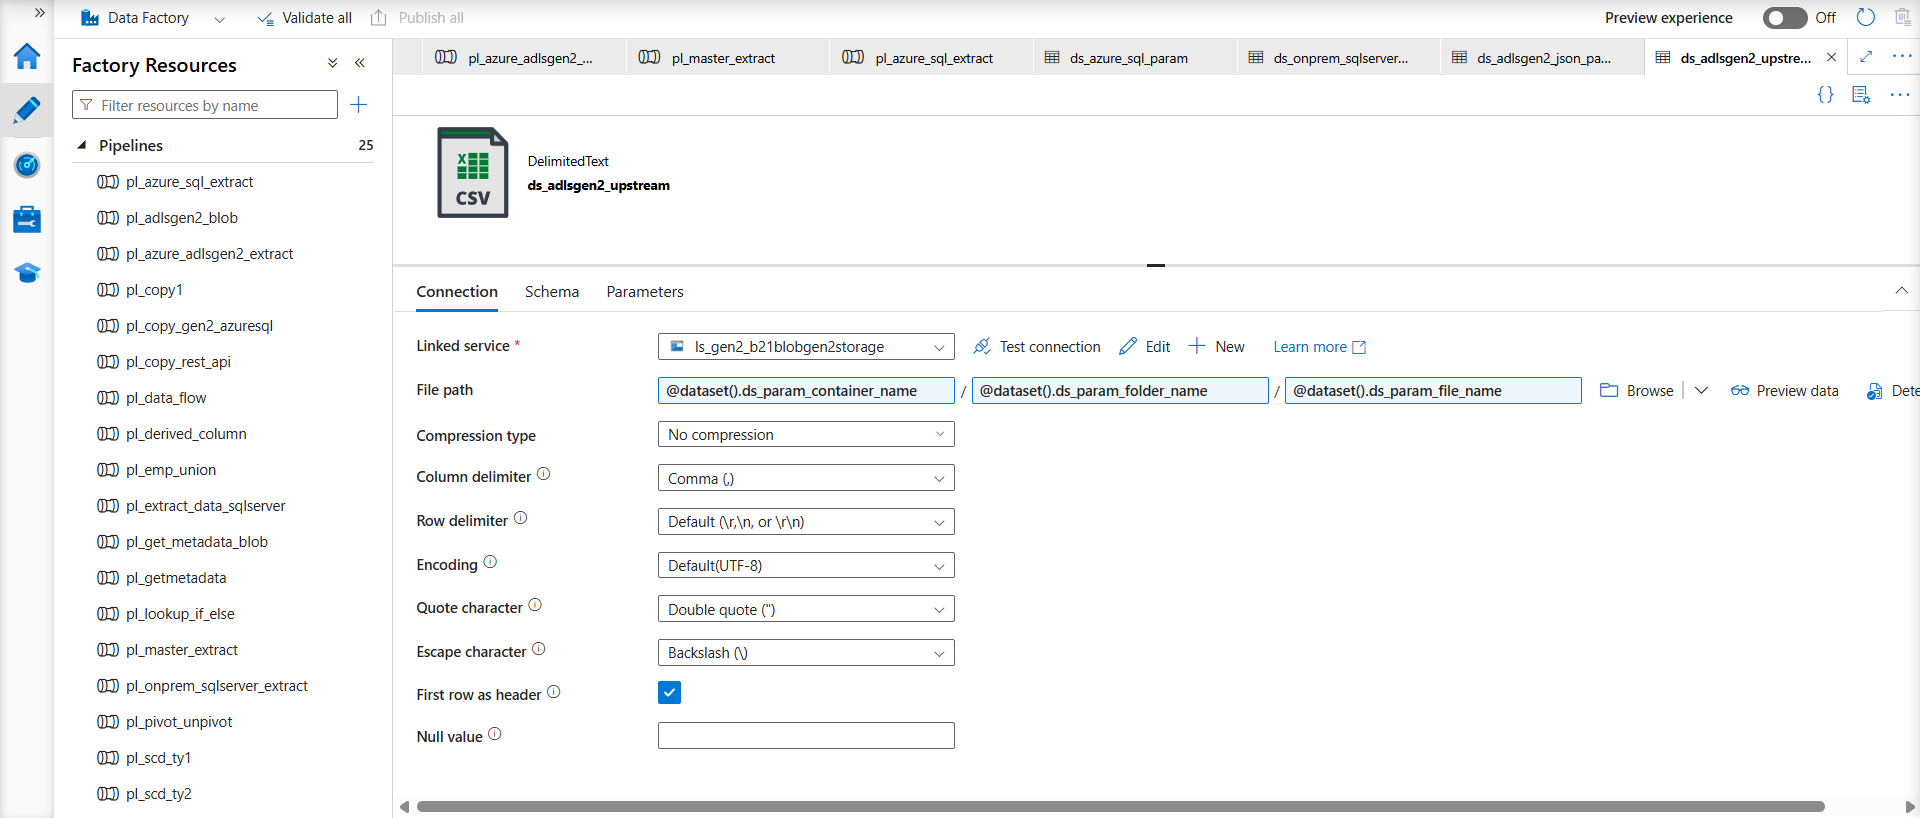 Data Factory
Validate all
Publish all
Preview experience
Off
Factory Resources
Filter resources by name
Pipelines 25
pl_azure_sql_extract
pl_adlsgen2_blob
pl_azure_adlsgen2_extract
pl_copy1
pl_copy_gen2_azuresql
pl_copy_rest_api
pl_data_flow
pl_derived_column
pl_emp_union
pl_extract_data_sqlserver
pl_get_metadata_blob
pl_getmetadata
pl_lookup_if_else
pl_master_extract
pl_onprem_sqlserver_extract
pl_pivot_unpivot
pl_scd_ty1
pl_scd_ty2
pl_azure_adlsgen2_...
pl_master_extract
pl_azure_sql_extract
ds_azure_sql_param
ds_onprem_sqlserver...
ds_adlsgen2_json_pa...
ds_adlsgen2_upstre...
{}
X
CSV
DelimitedText
ds_adlsgen2_upstream
Connection
Schema
Parameters
Linked service *
ls_gen2_b21blobgen2storage
Test connection
Edit
New
Learn more
File path
@dataset().ds_param_container_name / @dataset().ds_param_folder_name / @dataset().ds_param_file_name
Browse
Preview data
Dete
Compression type
No compression
Column delimiter
Comma (,)
Row delimiter
Default (\r,\n, or \r\n)
Encoding
Default(UTF-8)
Quote character
Double quote (")
Escape character
Backslash (\)
First row as header
Null value